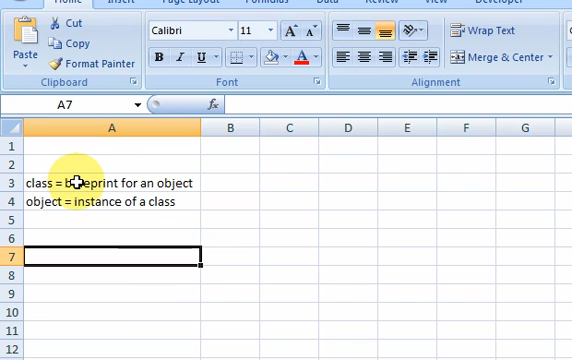 Home Insert Page Layout Formulas Data Review View Developer
Cut
Copy
Format Painter
Paste
Clipboard
Calibri 11 A A
B I U A
Font
Wrap Text
Merge & Center
Alignment
A7 fx
A B C D E F G
1
2
3 class = blueprint for an object
4 object = instance of a class
5
6
7
8
9
10
11
12